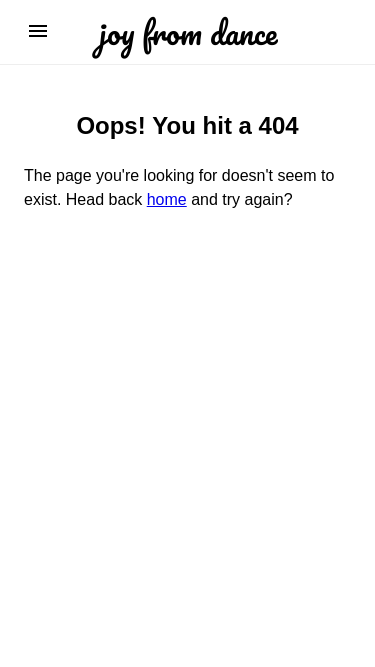 joy from dance
Oops! You hit a 404
The page you're looking for doesn't seem to
exist. Head back home and try again?